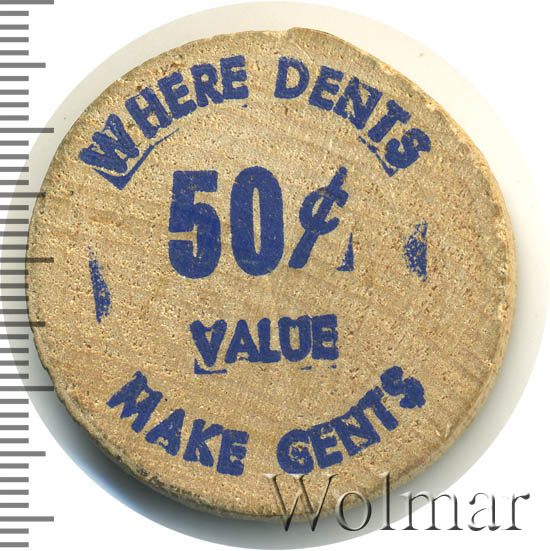 WHERE DENTS
50¢
VALUE
MAKE CENTS
Wolmar